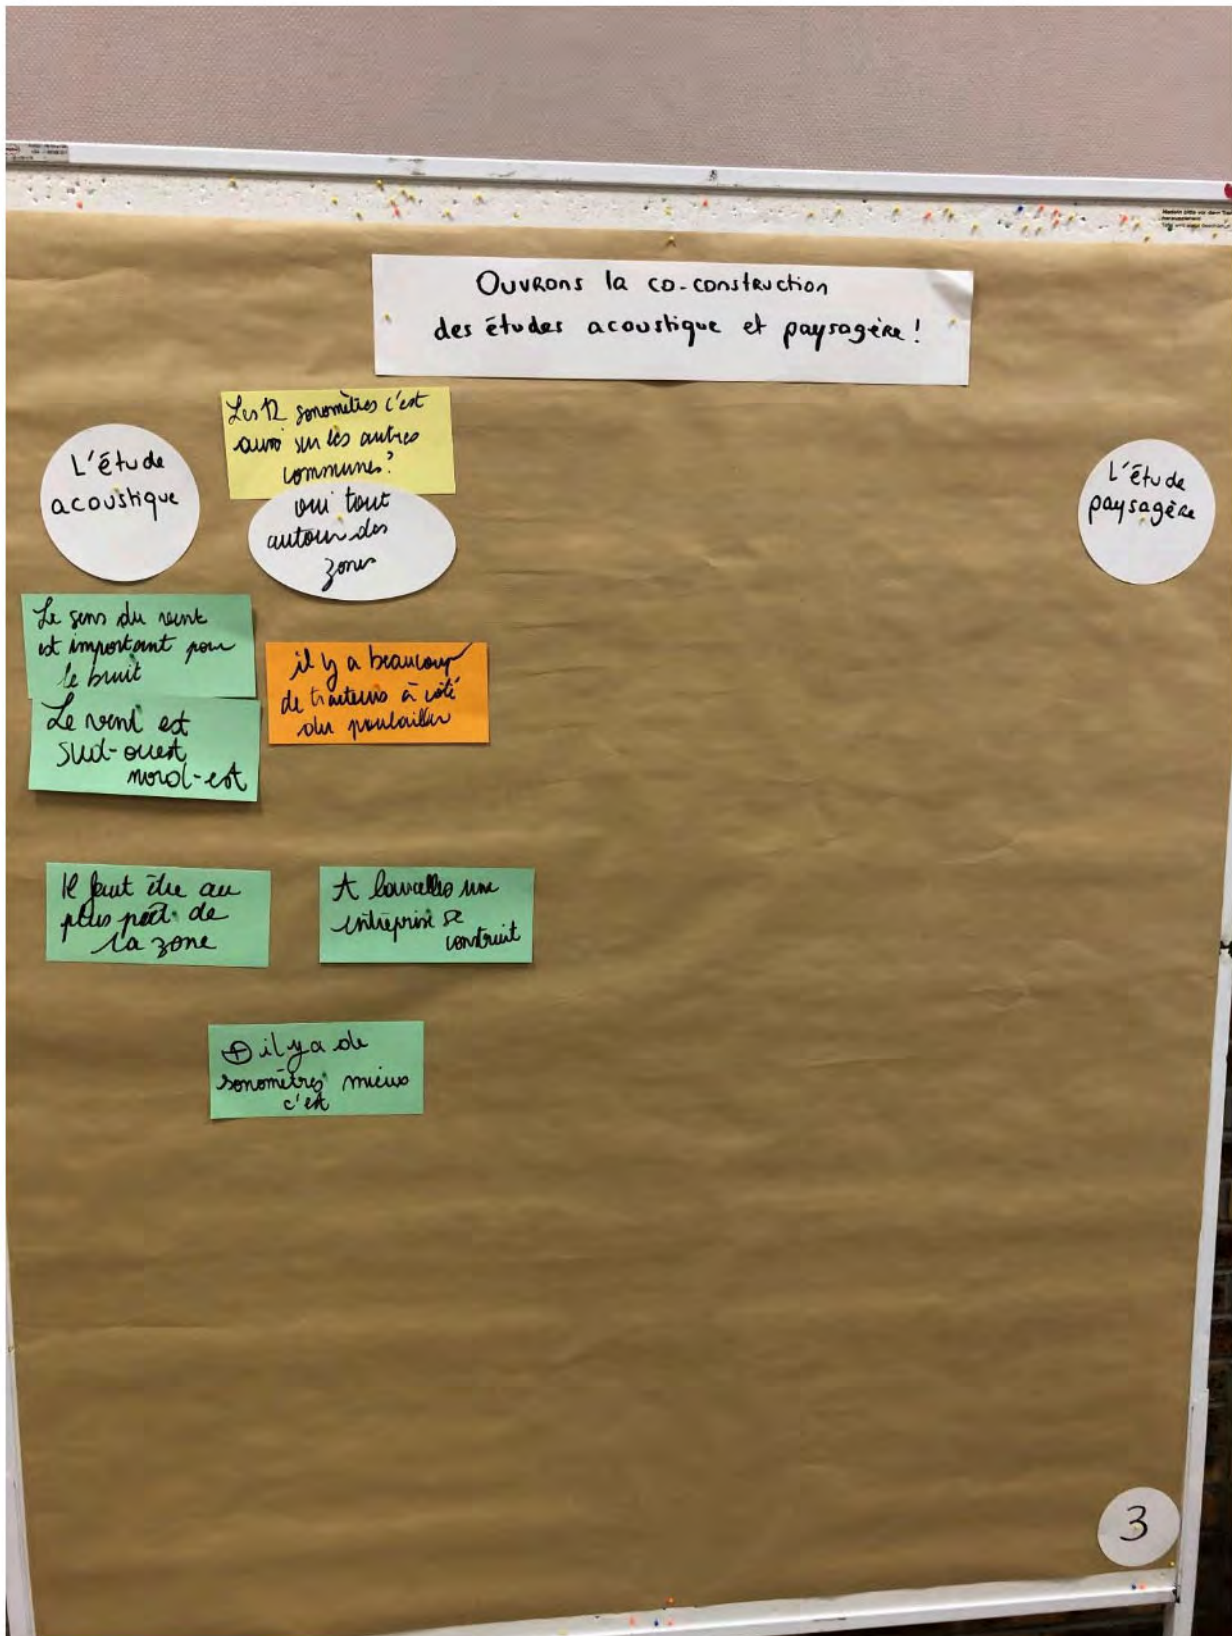 Ouvrons la co-construction
des études acoustique et paysagère !
Les 12 sonomètres c'est
aussi sur les autres
communes ?
oui tout
autour des
zones
L'étude
acoustique
L'étude
paysagère
Le sens du vent
est important pour
le bruit
Le vent est
sud-ouest
nord-est
il y a beaucoup
de tracteurs à côté
du poulailler
Il faut être au
plus prêt de
la zone
A une
entreprise se
construit
⊕ il y a de
sonomètres mieux
c'est
3